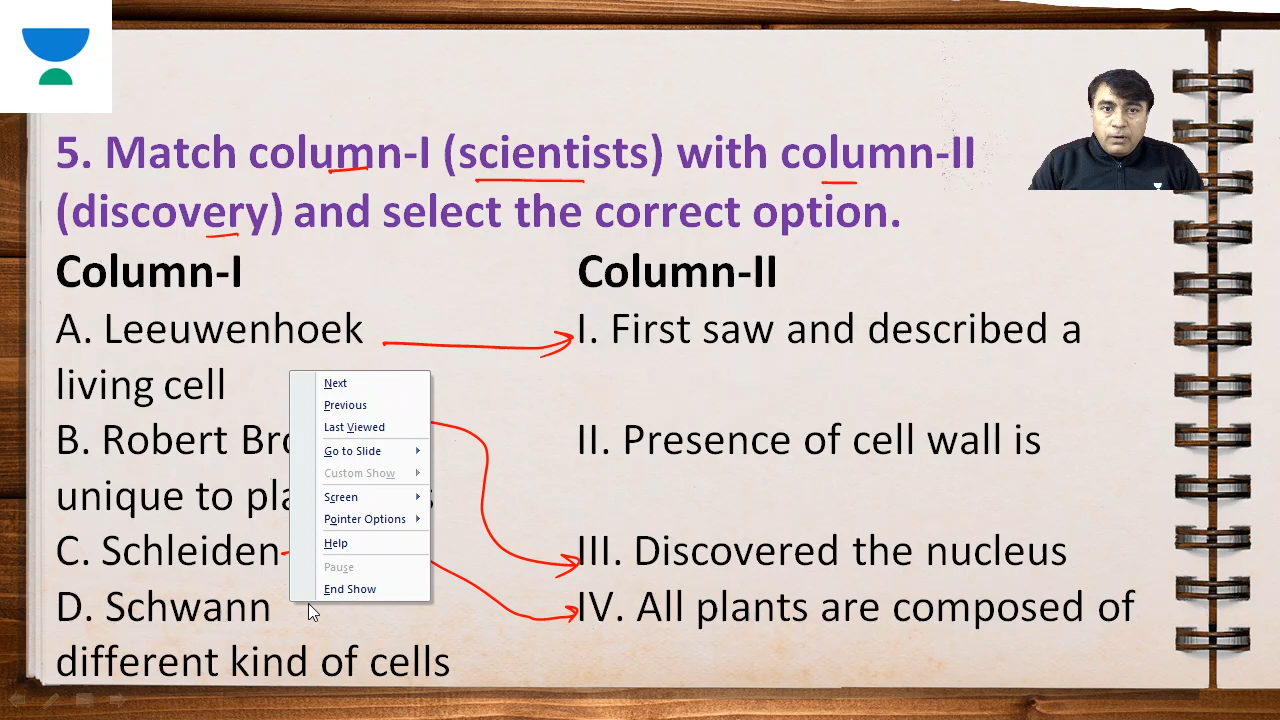 5. Match column-I (scientists) with column-II
(discovery) and select the correct option.
Column-I Column-II
A. Leeuwenhoek I. First saw and described a
living cell
B. Robert II. Presence of cell wall is
unique to
C. Schleiden III. Discovered the nucleus
D. Schwann IV. All plants are composed of
different kind of cells
Next
Previous
Last Viewed
Go to Slide
Custom Show
Screen
Pointer Options
Help
Pause
End Show